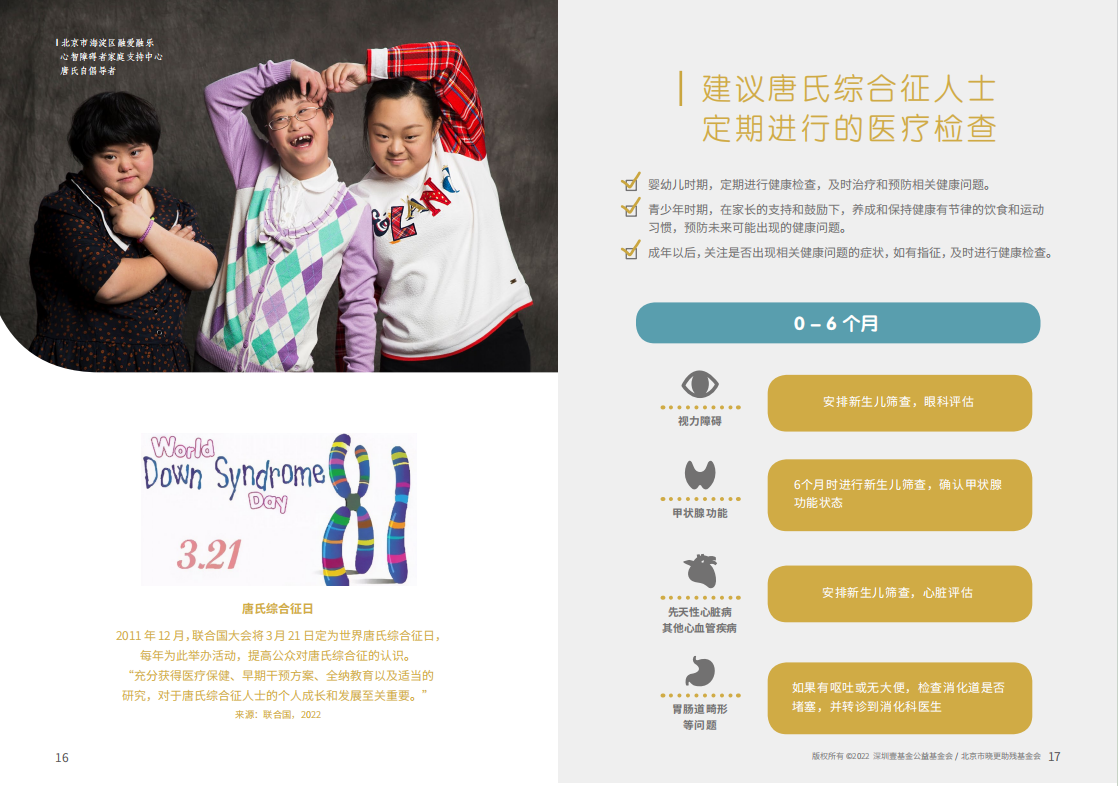 北京市海淀区融爱融乐
心智障碍者家庭支持中心
唐氏自倡导者
& LANG
World
Down Syndrome
Day
3.21
唐氏综合征日
2011 年 12 月，联合国大会将 3 月 21 日定为世界唐氏综合征日，
每年为此举办活动，提高公众对唐氏综合征的认识。
“充分获得医疗保健、早期干预方案、全纳教育以及适当的
研究，对于唐氏综合征人士的个人成长和发展至关重要。”
来源：联合国，2022
16
建议唐氏综合征人士
定期进行的医疗检查
婴幼儿时期，定期进行健康检查，及时治疗和预防相关健康问题。
青少年时期，在家长的支持和鼓励下，养成和保持健康有节律的饮食和运动
习惯，预防未来可能出现的健康问题。
成年以后，关注是否出现相关健康问题的症状，如有指征，及时进行健康检查。
0 – 6 个月
视力障碍
安排新生儿筛查，眼科评估
甲状腺功能
6个月时进行新生儿筛查，确认甲状腺
功能状态
先天性心脏病
其他心血管疾病
安排新生儿筛查，心脏评估
胃肠道畸形
等问题
如果有呕吐或无大便，检查消化道是否
堵塞，并转诊到消化科医生
版权所有 ©2022 深圳壹基金公益基金会 / 北京市晓更助残基金会 17